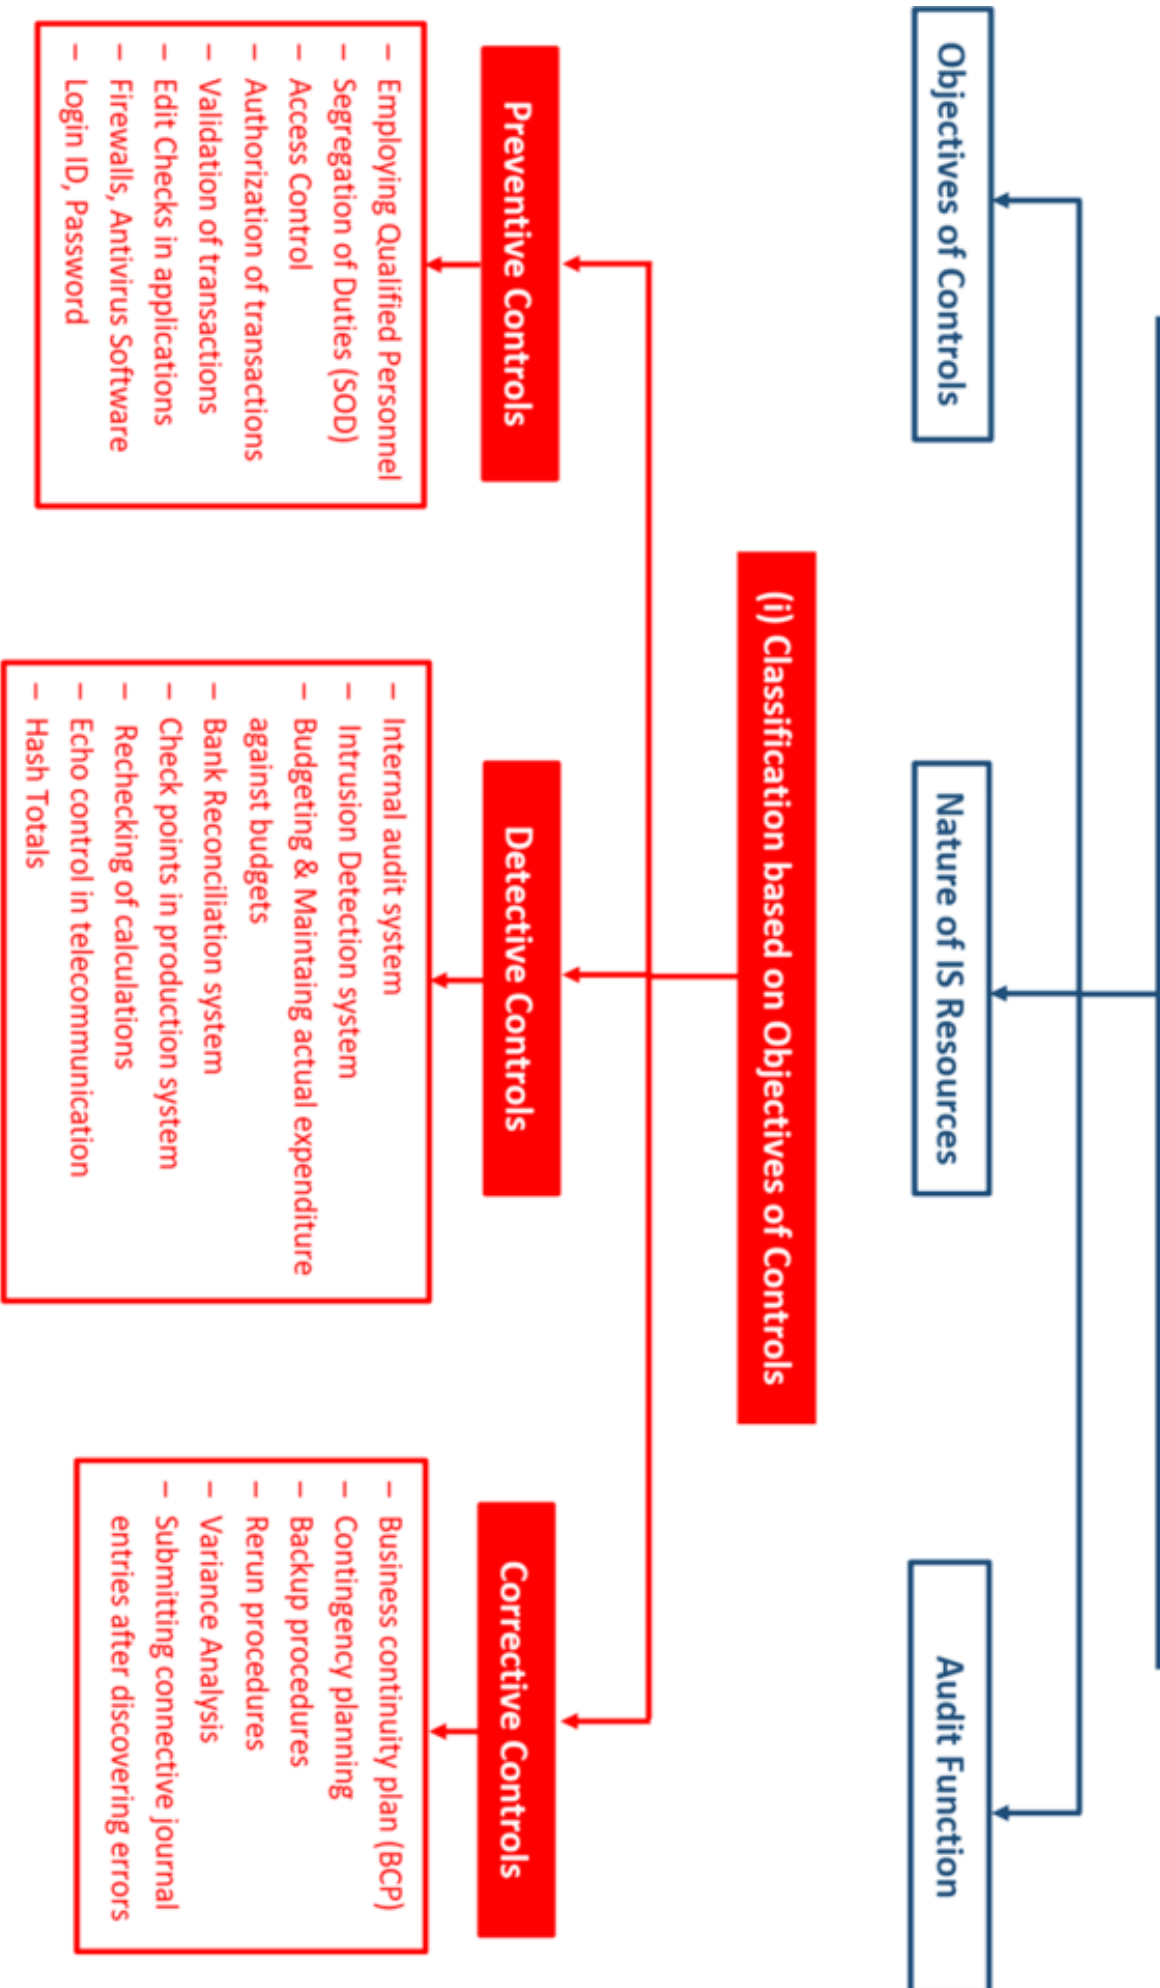 Objectives of Controls
Nature of IS Resources
Audit Function
(i) Classification based on Objectives of Controls
Preventive Controls
– Employing Qualified Personnel
– Segregation of Duties (SOD)
– Access Control
– Authorization of transactions
– Validation of transactions
– Edit Checks in applications
– Firewalls, Antivirus Software
– Login ID, Password
Detective Controls
– Internal audit system
– Intrusion Detection system
– Budgeting & Maintaining actual expenditure
against budgets
– Bank Reconciliation system
– Check points in production system
– Rechecking of calculations
– Echo control in telecommunication
– Hash Totals
Corrective Controls
– Business continuity plan (BCP)
– Contingency planning
– Backup procedures
– Rerun procedures
– Variance Analysis
– Submitting connective journal
entries after discovering errors